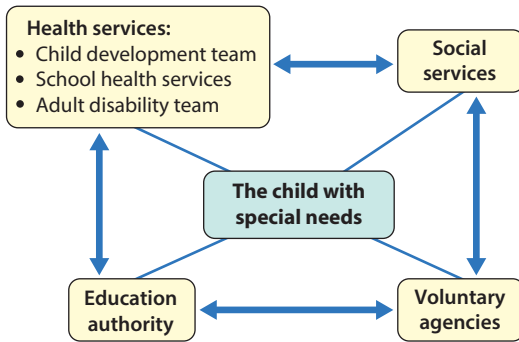 Health services:
• Child development team
• School health services
• Adult disability team
Social
services
The child with
special needs
Education
authority
Voluntary
agencies